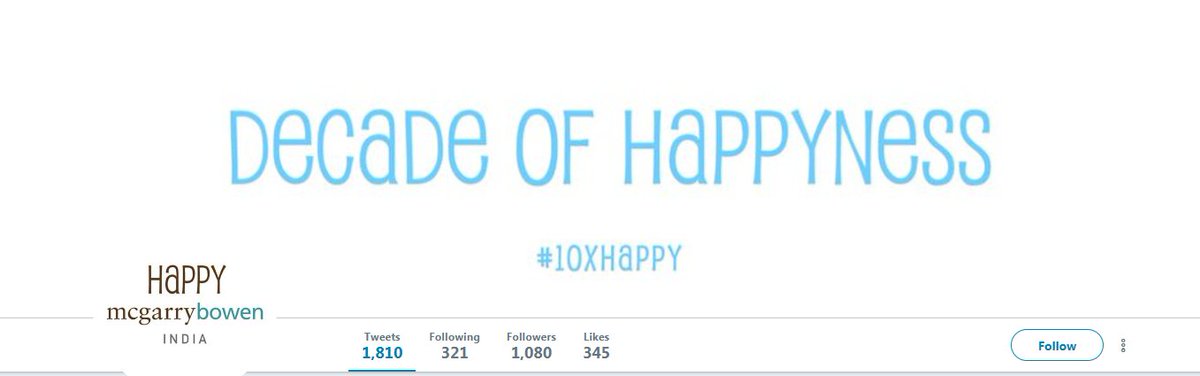 Decade of Happyness
#10xHappy
Happy
mcgarrybowen
INDIA
Tweets Following Followers Likes
1,810 321 1,080 345
Follow